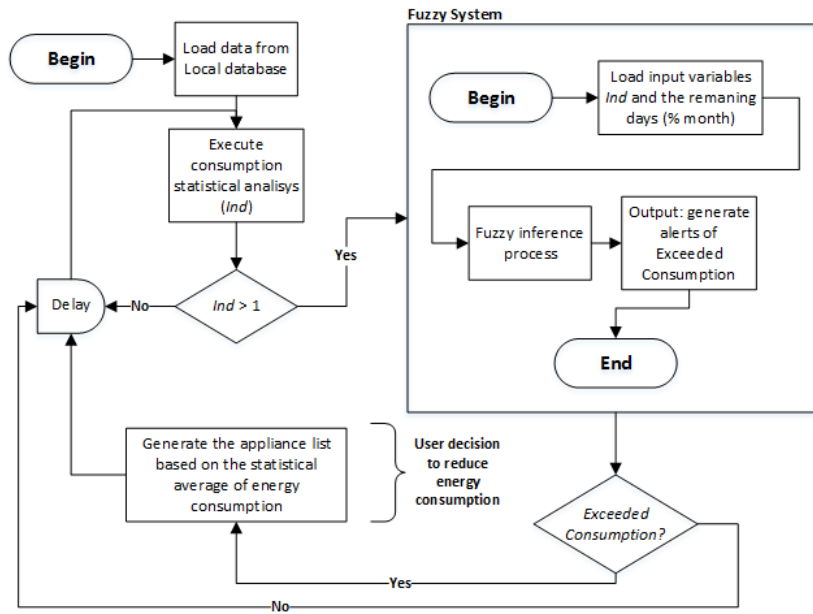 Fuzzy System
Begin
Load data from
Local database
Begin
Load input variables
Ind and the remaning
days (% month)
Execute
consumption
statistical analisys
(Ind)
Yes
Fuzzy inference
process
Output: generate
alerts of
Exceeded
Consumption
Delay
No
Ind > 1
End
Generate the appliance list
based on the statistical
average of energy
consumption
User decision
to reduce
energy
consumption
Exceeded
Consumption?
Yes
No